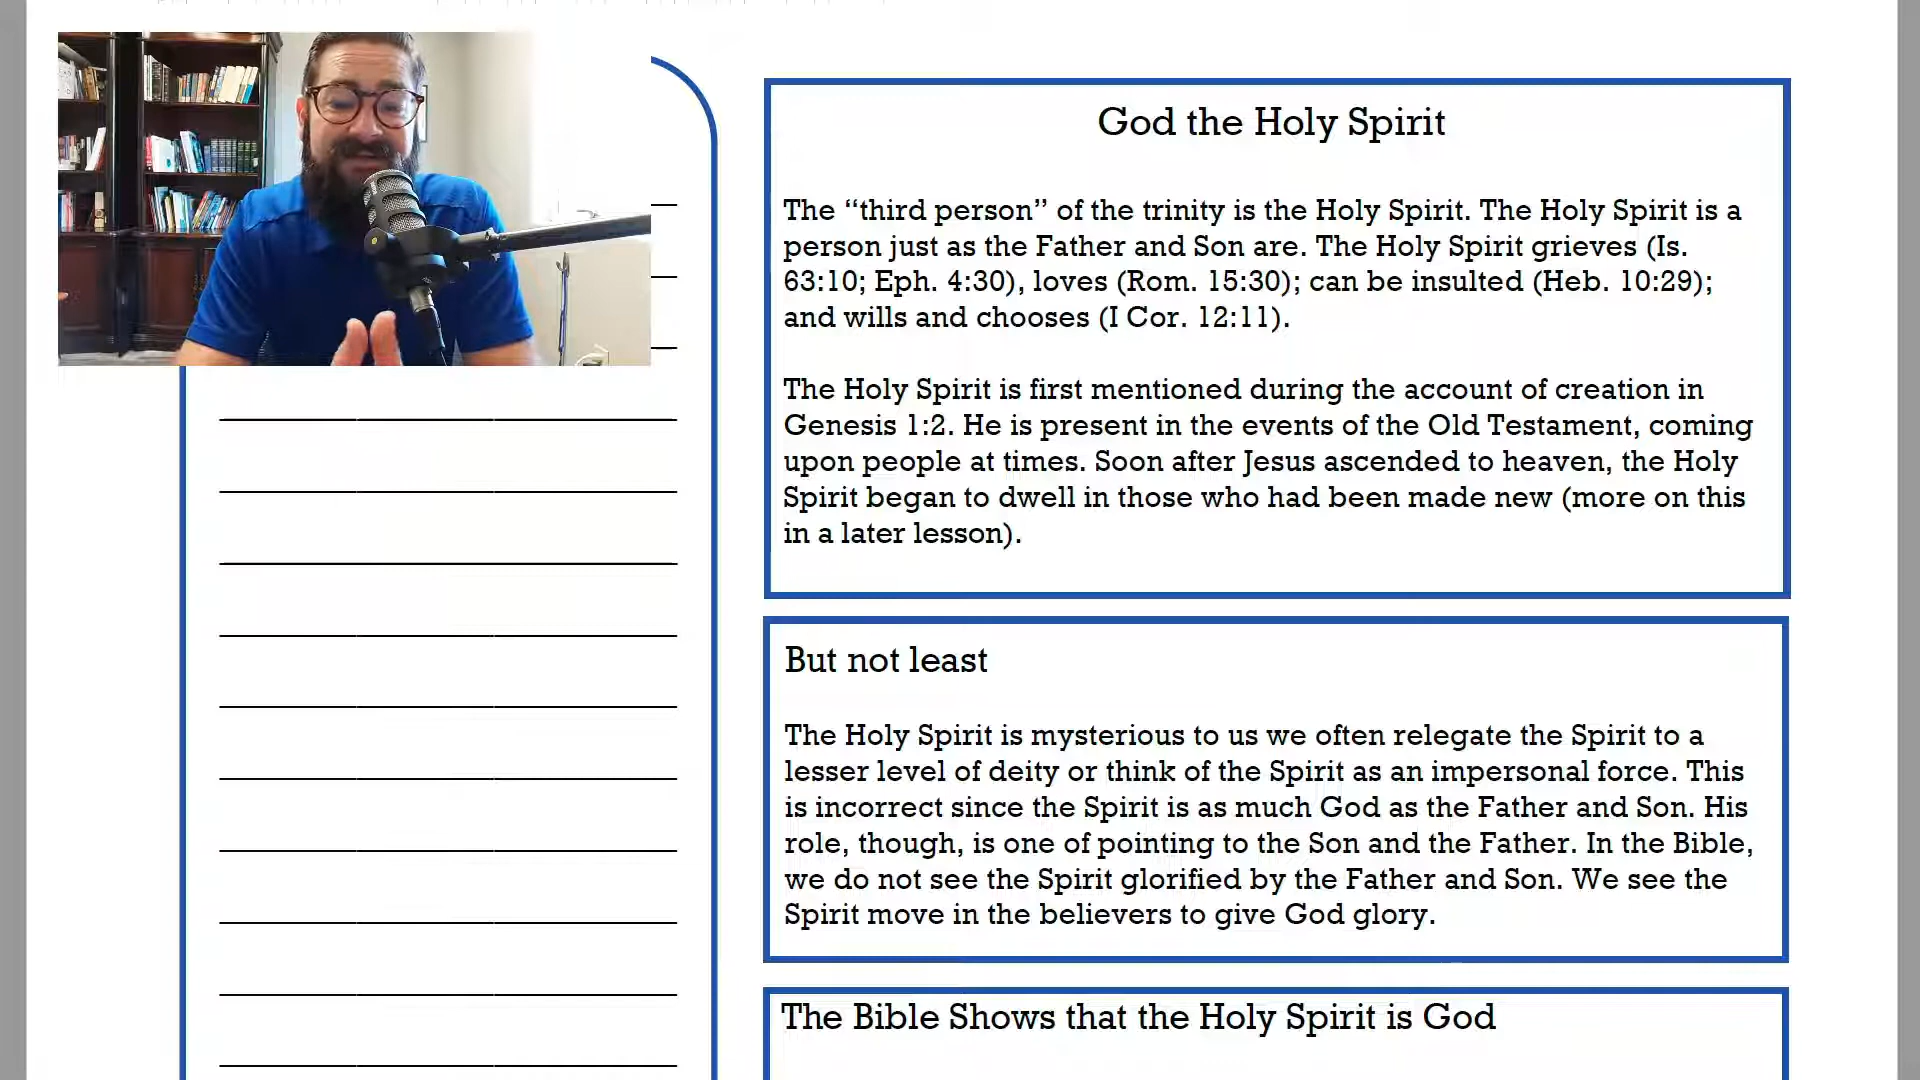 God the Holy Spirit
The “third person” of the trinity is the Holy Spirit. The Holy Spirit is a
person just as the Father and Son are. The Holy Spirit grieves (Is.
63:10; Eph. 4:30), loves (Rom. 15:30); can be insulted (Heb. 10:29);
and wills and chooses (I Cor. 12:11).
The Holy Spirit is first mentioned during the account of creation in
Genesis 1:2. He is present in the events of the Old Testament, coming
upon people at times. Soon after Jesus ascended to heaven, the Holy
Spirit began to dwell in those who had been made new (more on this
in a later lesson).
But not least
The Holy Spirit is mysterious to us we often relegate the Spirit to a
lesser level of deity or think of the Spirit as an impersonal force. This
is incorrect since the Spirit is as much God as the Father and Son. His
role, though, is one of pointing to the Son and the Father. In the Bible,
we do not see the Spirit glorified by the Father and Son. We see the
Spirit move in the believers to give God glory.
The Bible Shows that the Holy Spirit is God